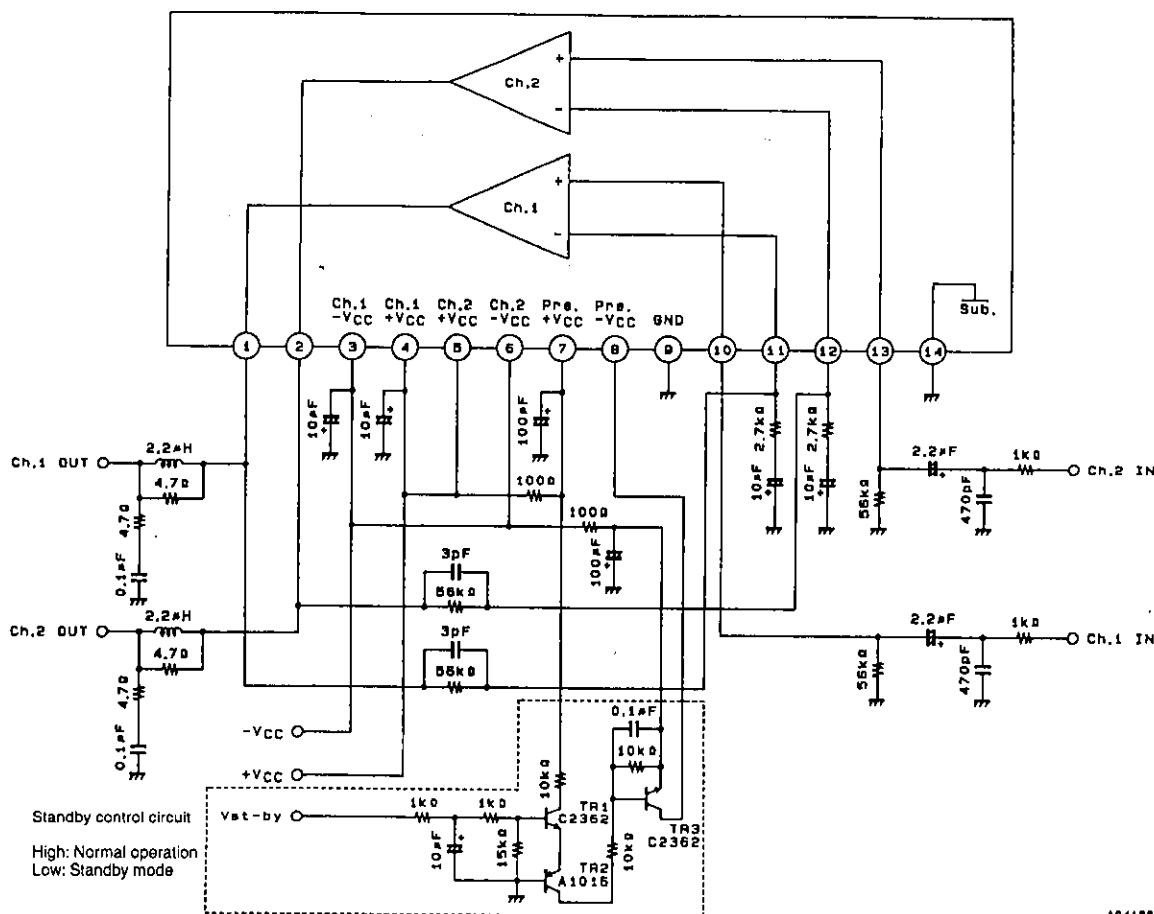 Ch.2
+
-
Ch.1
+
-
Sub.
Ch.1 -VCC
Ch.1 +VCC
Ch.2 +VCC
Ch.2 -VCC
Pre. +VCC
Pre. -VCC
GND
1 2 3 4 5 6 7 8 9 10 11 12 13 14
10μF
+
10μF
+
100μF
+
2.7kΩ
2.7kΩ
10μF
+
10μF
+
Ch.1 OUT
2.2μH
4.7Ω
4.7Ω
0.1μF
100Ω
100Ω
100μF
+
2.2μF
+
1kΩ
Ch.2 IN
56kΩ
470pF
3pF
56kΩ
Ch.2 OUT
2.2μH
4.7Ω
4.7Ω
0.1μF
3pF
56kΩ
2.2μF
+
1kΩ
Ch.1 IN
56kΩ
470pF
-VCC
+VCC
0.1μF
10kΩ
10kΩ
Standby control circuit
Vst-by
1kΩ
1kΩ
TR1
C2362
TR3
C2362
High: Normal operation
Low: Standby mode
10μF
+
15kΩ
TR2
A1015
10kΩ